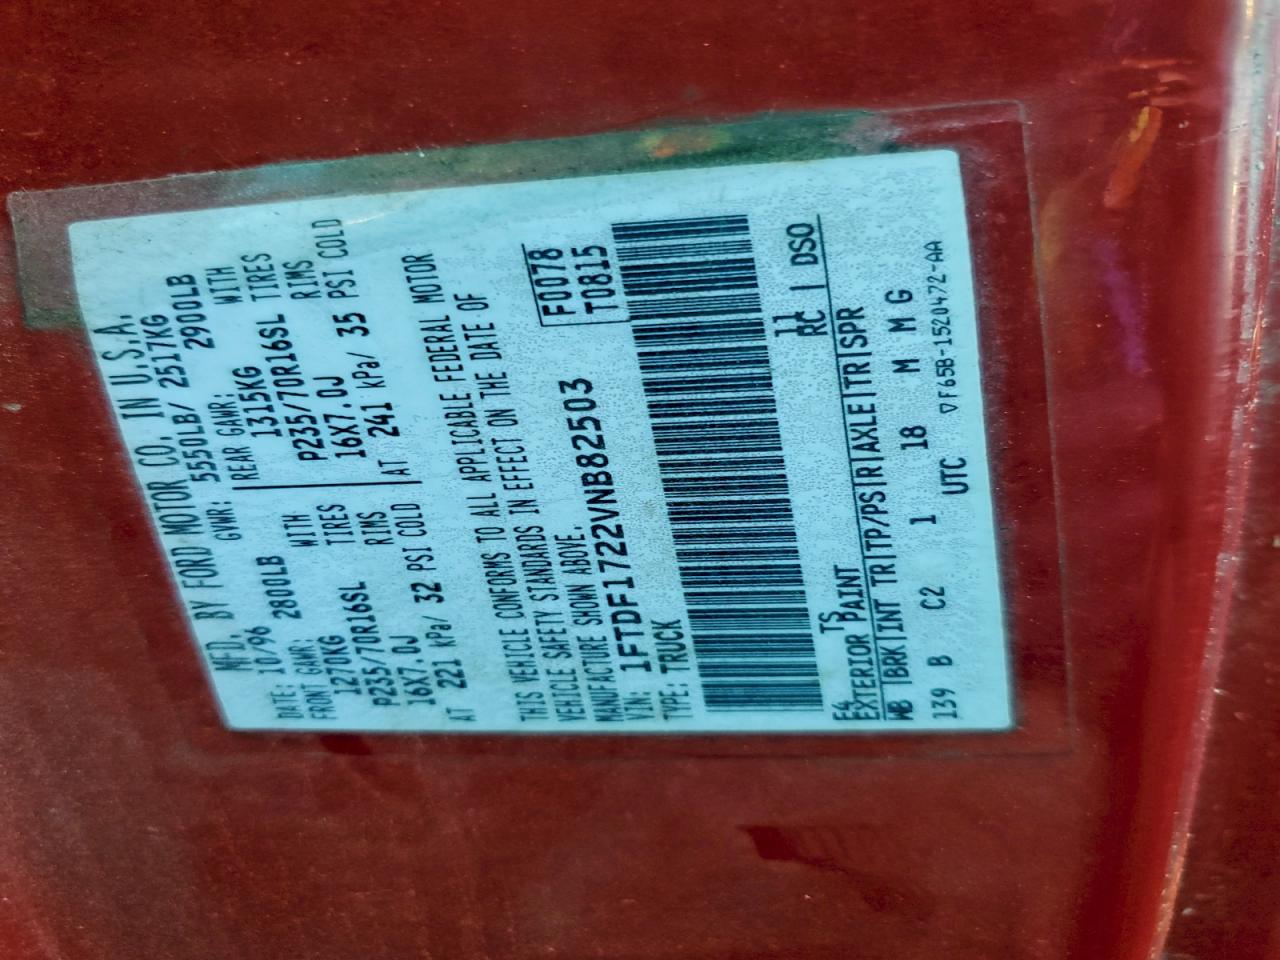 MFD. BY FORD MOTOR CO. IN U.S.A.
DATE: 10/96 GVWR: 5550LB/ 2517KG
FRONT GAWR: 2800LB REAR GAWR: 2900LB
1270KG WITH 1315KG WITH
P235/70R16SL TIRES P235/70R16SL TIRES
16X7.0J RIMS 16X7.0J RIMS
AT 221 kPa/ 32 PSI COLD AT 241 kPa/ 35 PSI COLD
THIS VEHICLE CONFORMS TO ALL APPLICABLE FEDERAL MOTOR
VEHICLE SAFETY STANDARDS IN EFFECT ON THE DATE OF
MANUFACTURE SHOWN ABOVE.
F0078
VIN: 1FTDF1722VNB82503 T0815
TYPE: TRUCK
11
E4 TS RC DSO
EXTERIOR PAINT
WB BRK INT TR TP/PS R AXLE TR SPR
139 B C2 1 18 M M G
UTC ▽F65B-1520472-AA